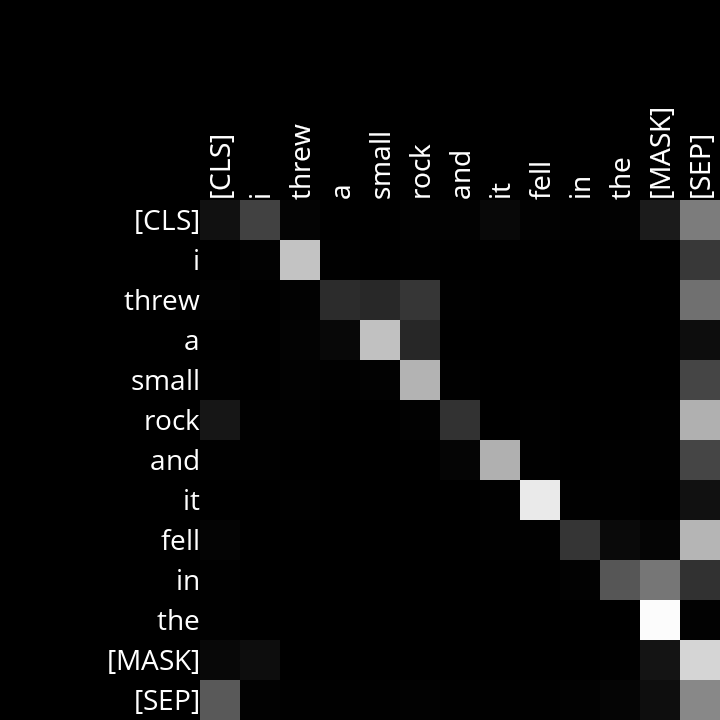 [CLS] i threw a small rock and it fell in the [MASK] [SEP]
[CLS]
i
threw
a
small
rock
and
it
fell
in
the
[MASK]
[SEP]